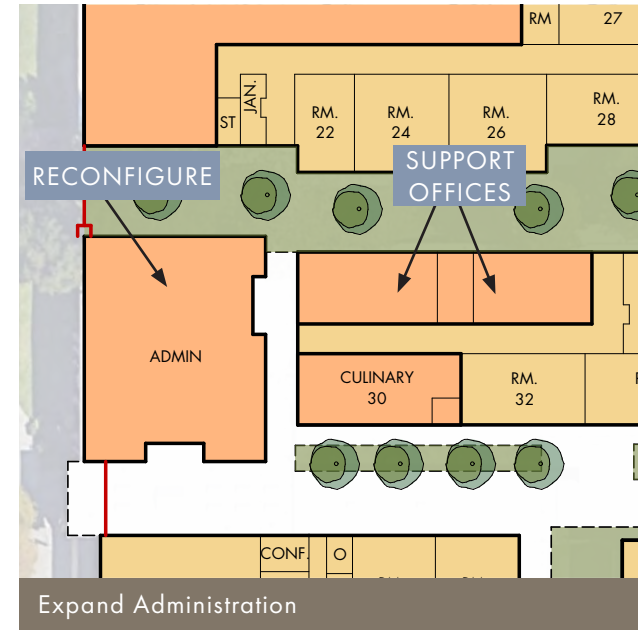 RM
27
JAN.
ST
RM.
22
RM.
24
RM.
26
RM.
28
RECONFIGURE
SUPPORT
OFFICES
ADMIN
CULINARY
30
RM.
32
CONF.
O
Expand Administration